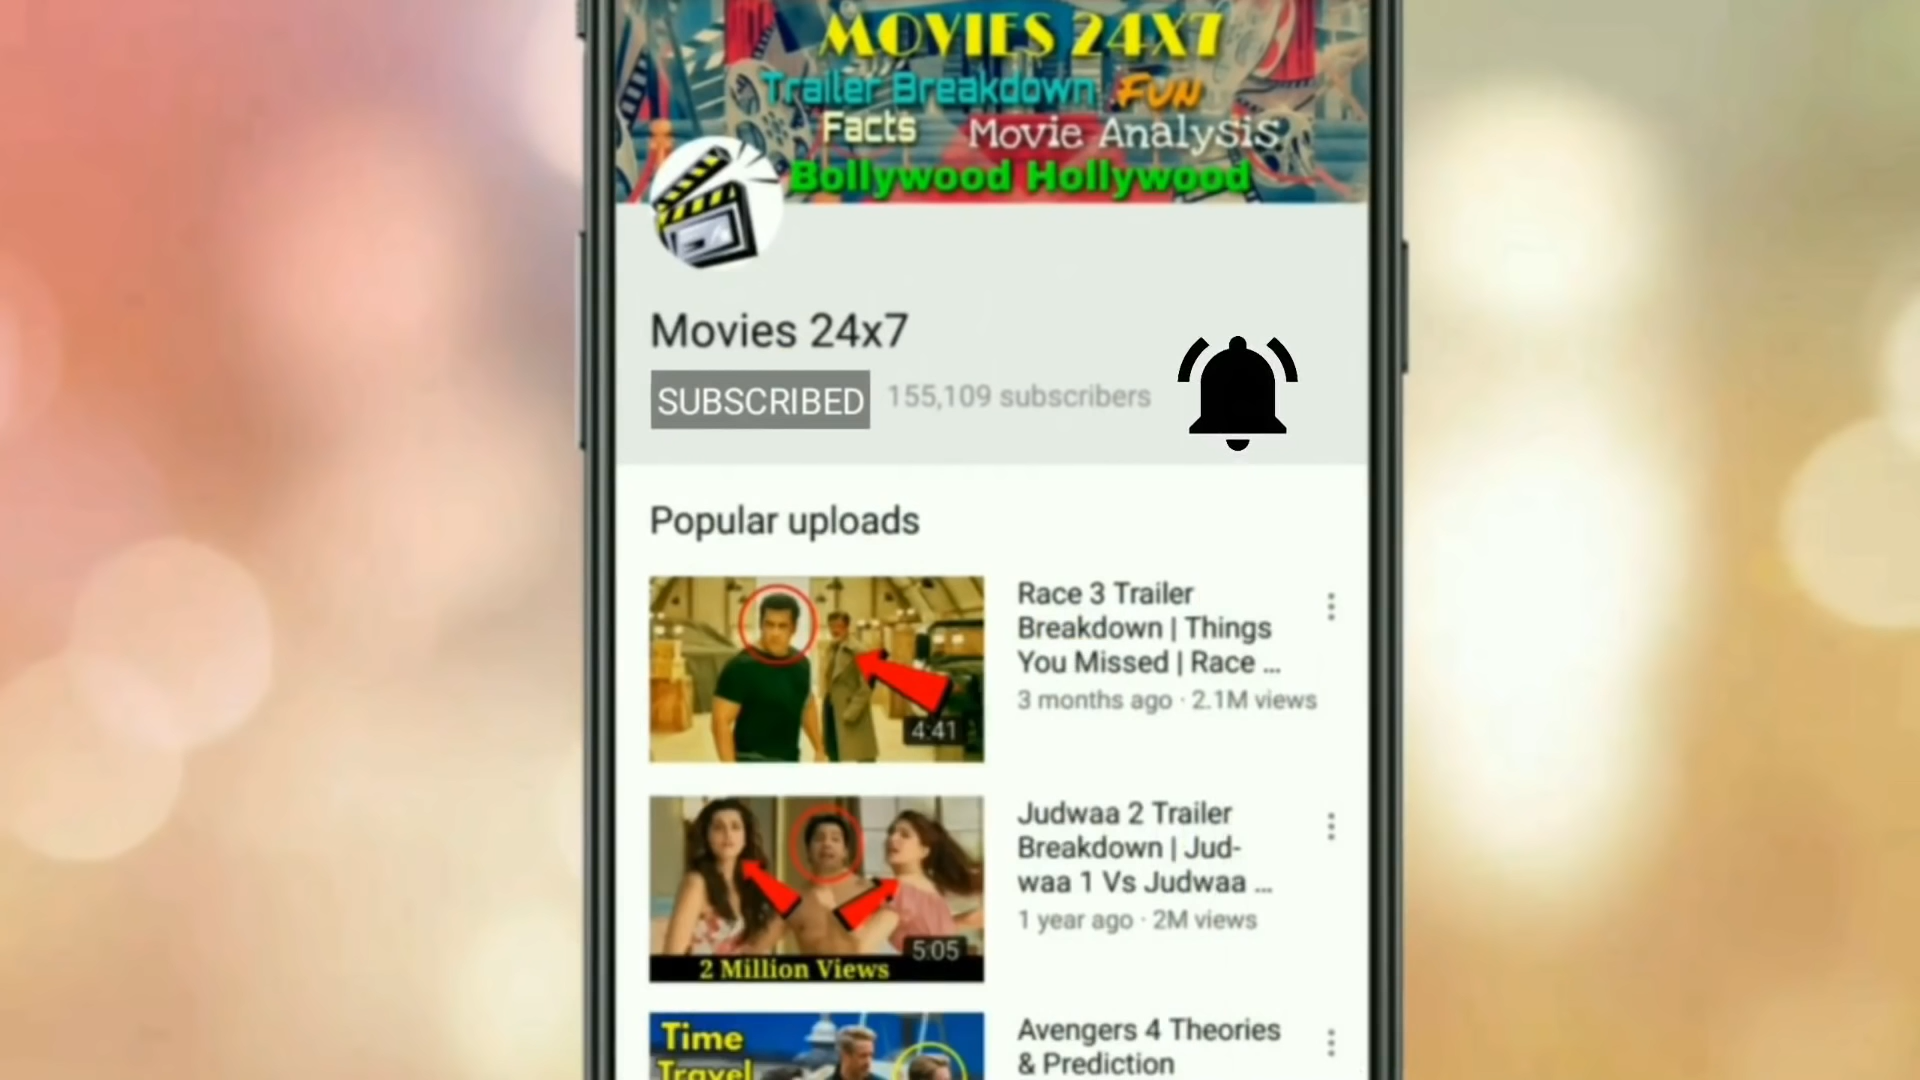 MOVIES 24X7
Trailer Breakdown FUN
Facts Movie Analysis
Bollywood Hollywood
Movies 24x7
SUBSCRIBED 155,109 subscribers
Popular uploads
Race 3 Trailer
Breakdown | Things
You Missed | Race ...
3 months ago · 2.1M views
4:41
Judwaa 2 Trailer
Breakdown | Jud-
waa 1 Vs Judwaa ...
1 year ago · 2M views
5:05
2 Million Views
Time
Travel
Avengers 4 Theories
& Prediction